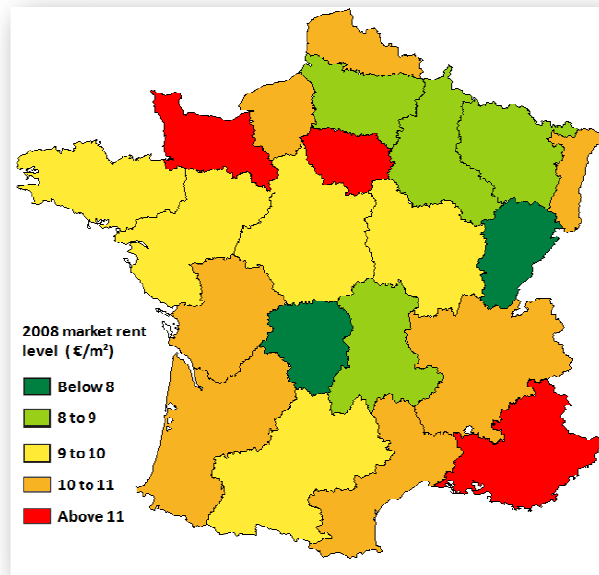 2008 market rent
level ( €/m²)
Below 8
8 to 9
9 to 10
10 to 11
Above 11